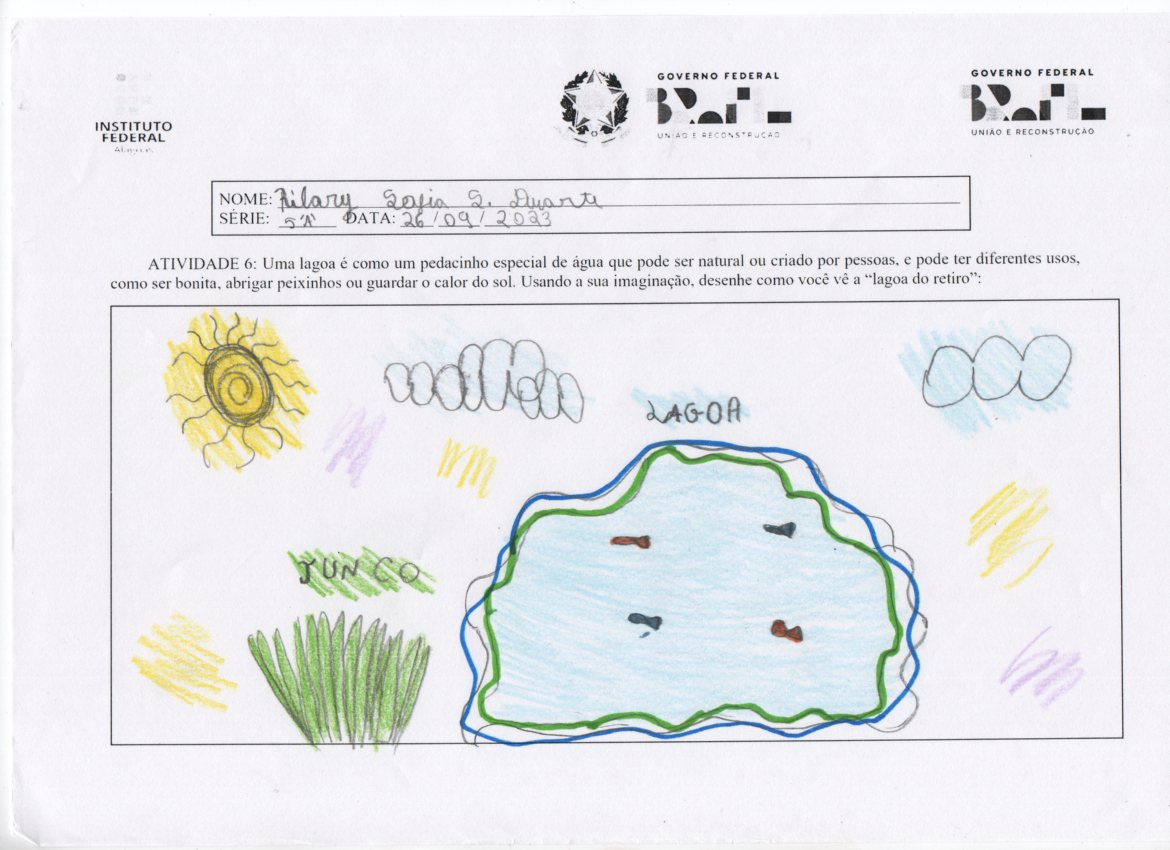 INSTITUTO
FEDERAL
Alagoas
GOVERNO FEDERAL
BRASIL
UNIÃO E RECONSTRUÇÃO
GOVERNO FEDERAL
BRASIL
UNIÃO E RECONSTRUÇÃO
NOME: Hilary Sofia S. Duarte
SÉRIE: 5"A" DATA: 26/09/2023
ATIVIDADE 6: Uma lagoa é como um pedacinho especial de água que pode ser natural ou criado por pessoas, e pode ter diferentes usos,
como ser bonita, abrigar peixinhos ou guardar o calor do sol. Usando a sua imaginação, desenhe como você vê a “lagoa do retiro”:
LAGOA
JUNCO